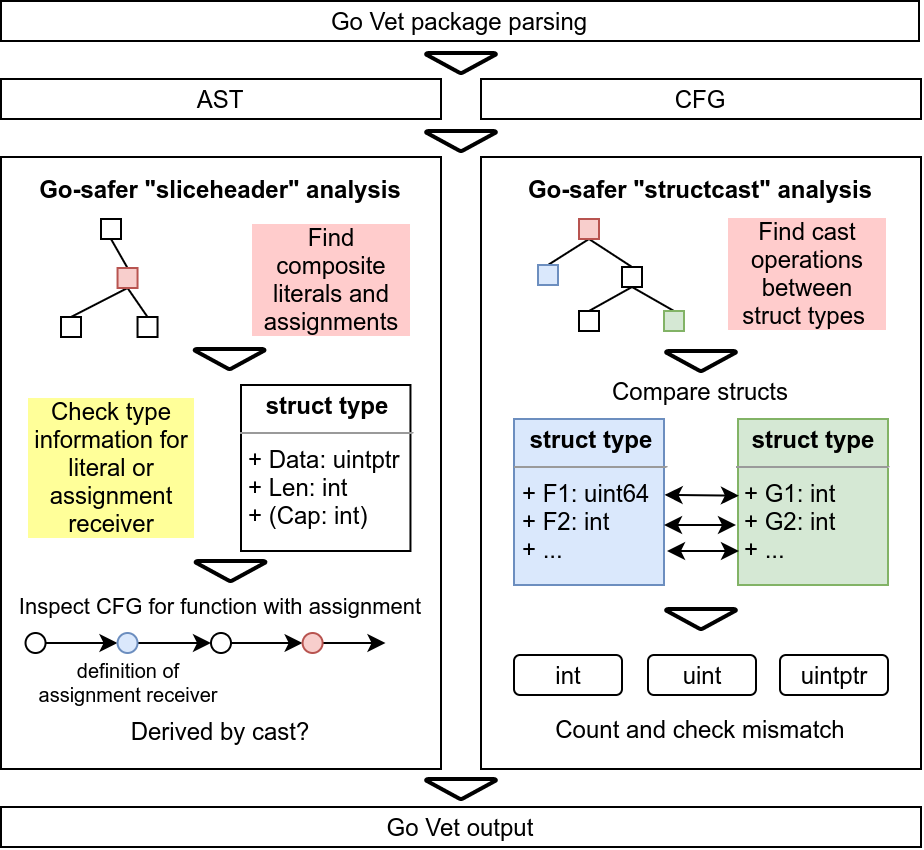 Go Vet package parsing
AST
CFG
Go-safer "sliceheader" analysis
Find
composite
literals and
assignments
Check type
information for
literal or
assignment
receiver
struct type
+ Data: uintptr
+ Len: int
+ (Cap: int)
Inspect CFG for function with assignment
definition of
assignment receiver
Derived by cast?
Go-safer "structcast" analysis
Find cast
operations
between
struct types
Compare structs
struct type
+ F1: uint64
+ F2: int
+ ...
struct type
+ G1: int
+ G2: int
+ ...
int
uint
uintptr
Count and check mismatch
Go Vet output